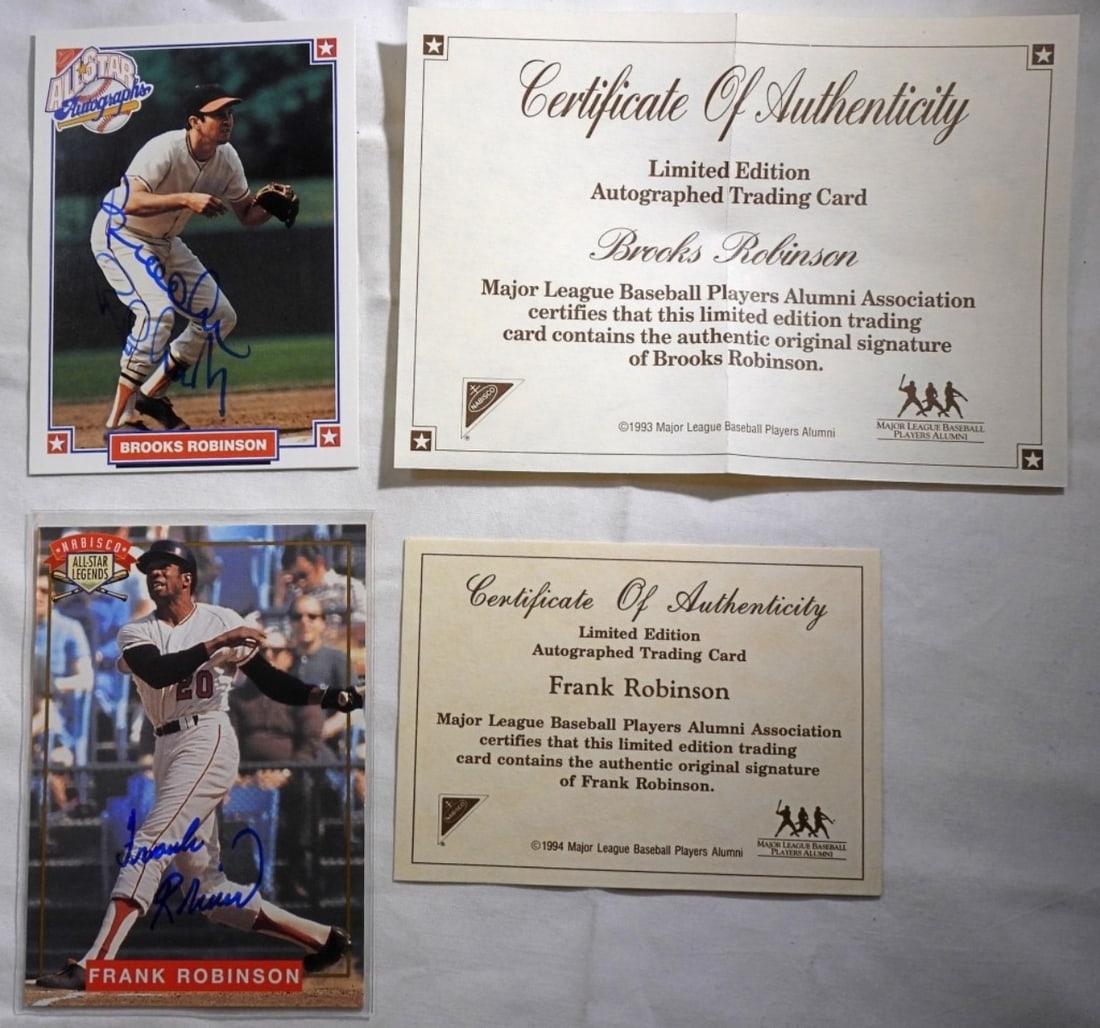 ALL-STAR
Autographs
Brooks
Robinson
BROOKS ROBINSON
Certificate Of Authenticity
Limited Edition
Autographed Trading Card
Brooks Robinson
Major League Baseball Players Alumni Association
certifies that this limited edition trading
card contains the authentic original signature
of Brooks Robinson.
NABISCO
©1993 Major League Baseball Players Alumni
MAJOR LEAGUE BASEBALL
PLAYERS ALUMNI
NABISCO
ALL-STAR
LEGENDS
20
Frank
Robinson
FRANK ROBINSON
Certificate Of Authenticity
Limited Edition
Autographed Trading Card
Frank Robinson
Major League Baseball Players Alumni Association
certifies that this limited edition trading
card contains the authentic original signature
of Frank Robinson.
NABISCO
©1994 Major League Baseball Players Alumni
MAJOR LEAGUE BASEBALL
PLAYERS ALUMNI